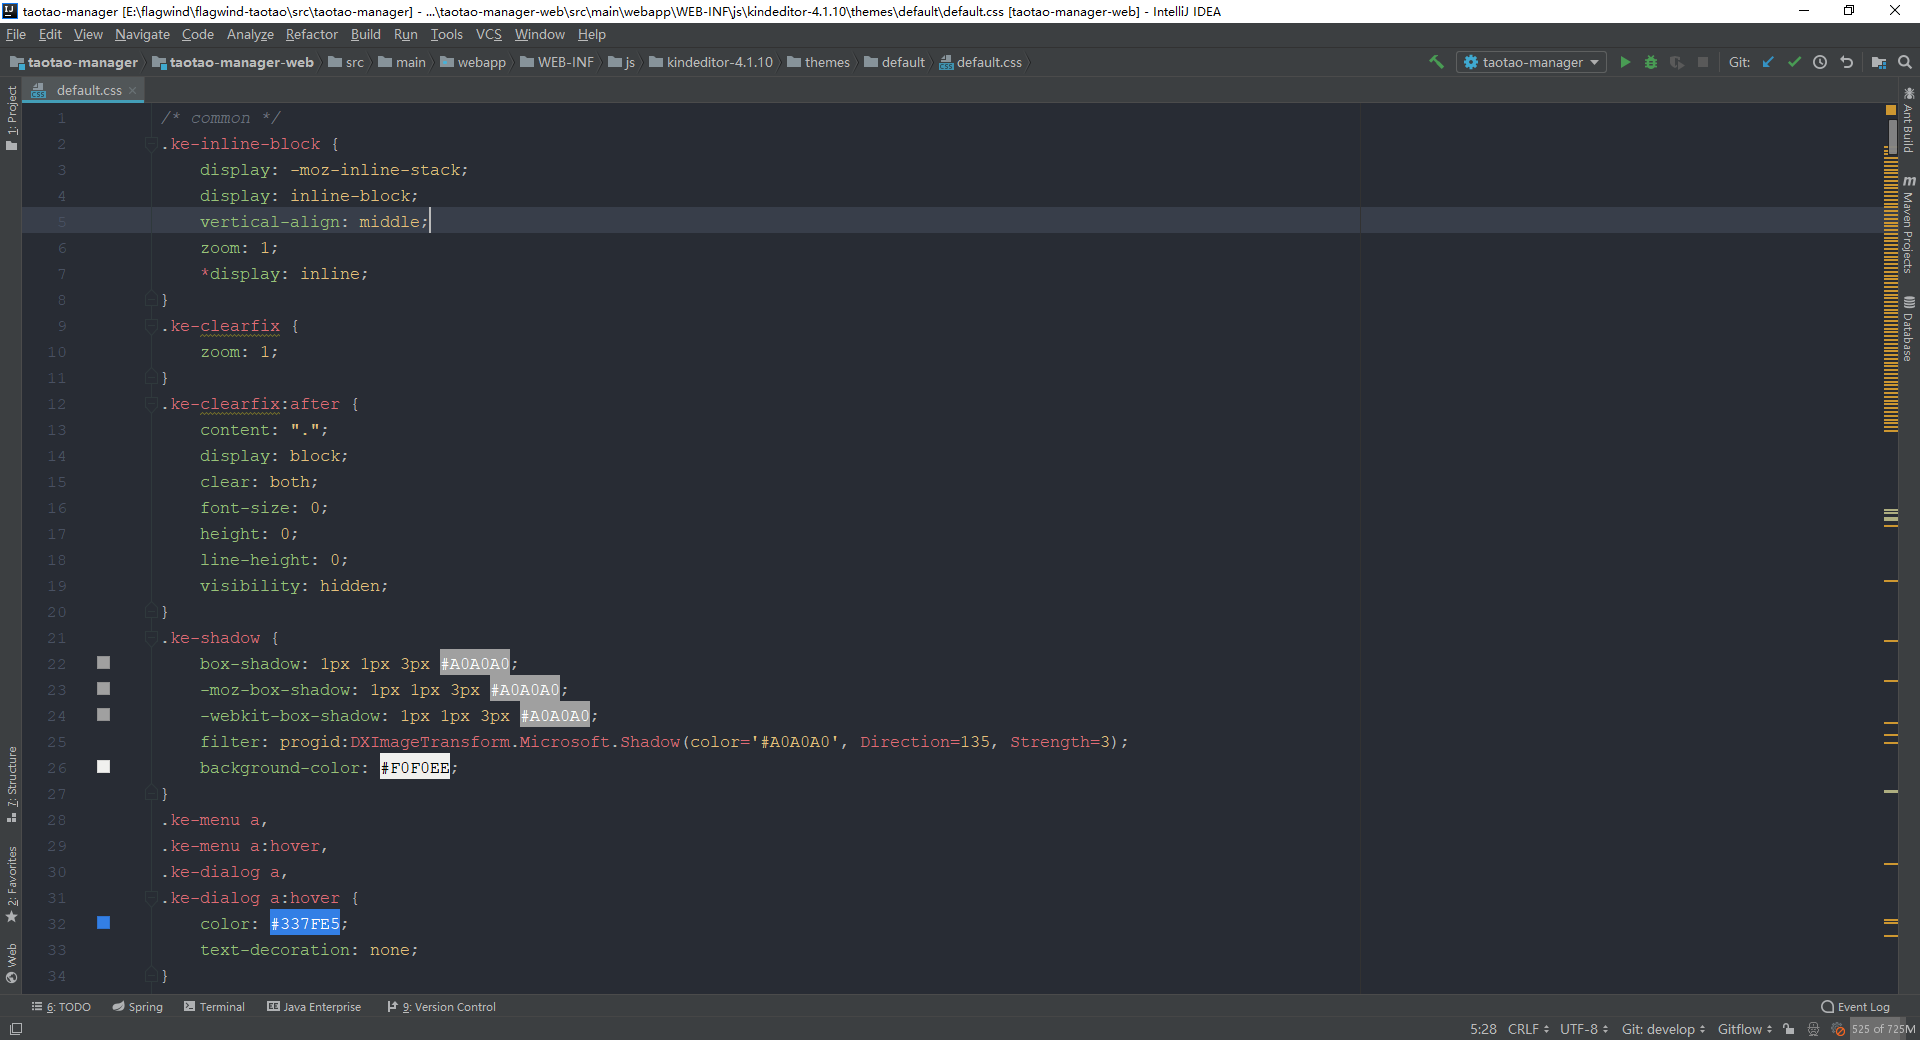 taotao-manager [E:\flagwind\flagwind-taotao\src\taotao-manager] - ...\taotao-manager-web\src\main\webapp\WEB-INF\js\kindeditor-4.1.10\themes\default\default.css [taotao-manager-web] - IntelliJ IDEA
File Edit View Navigate Code Analyze Refactor Build Run Tools VCS Window Help
taotao-manager taotao-manager-web src main webapp WEB-INF js kindeditor-4.1.10 themes default default.css taotao-manager Git:
default.css
1: Project
7: Structure
2: Favorites
Web
1 /* common */
2 .ke-inline-block {
3 display: -moz-inline-stack;
4 display: inline-block;
5 vertical-align: middle;
6 zoom: 1;
7 *display: inline;
8 }
9 .ke-clearfix {
10 zoom: 1;
11 }
12 .ke-clearfix:after {
13 content: ".";
14 display: block;
15 clear: both;
16 font-size: 0;
17 height: 0;
18 line-height: 0;
19 visibility: hidden;
20 }
21 .ke-shadow {
22 box-shadow: 1px 1px 3px #A0A0A0;
23 -moz-box-shadow: 1px 1px 3px #A0A0A0;
24 -webkit-box-shadow: 1px 1px 3px #A0A0A0;
25 filter: progid:DXImageTransform.Microsoft.Shadow(color='#A0A0A0', Direction=135, Strength=3);
26 background-color: #F0F0EE;
27 }
28 .ke-menu a,
29 .ke-menu a:hover,
30 .ke-dialog a,
31 .ke-dialog a:hover {
32 color: #337FE5;
33 text-decoration: none;
34 }
Ant Build
Maven Projects
Database
6: TODO Spring Terminal Java Enterprise 9: Version Control Event Log
5:28 CRLF UTF-8 Git: develop Gitflow 525 of 725M